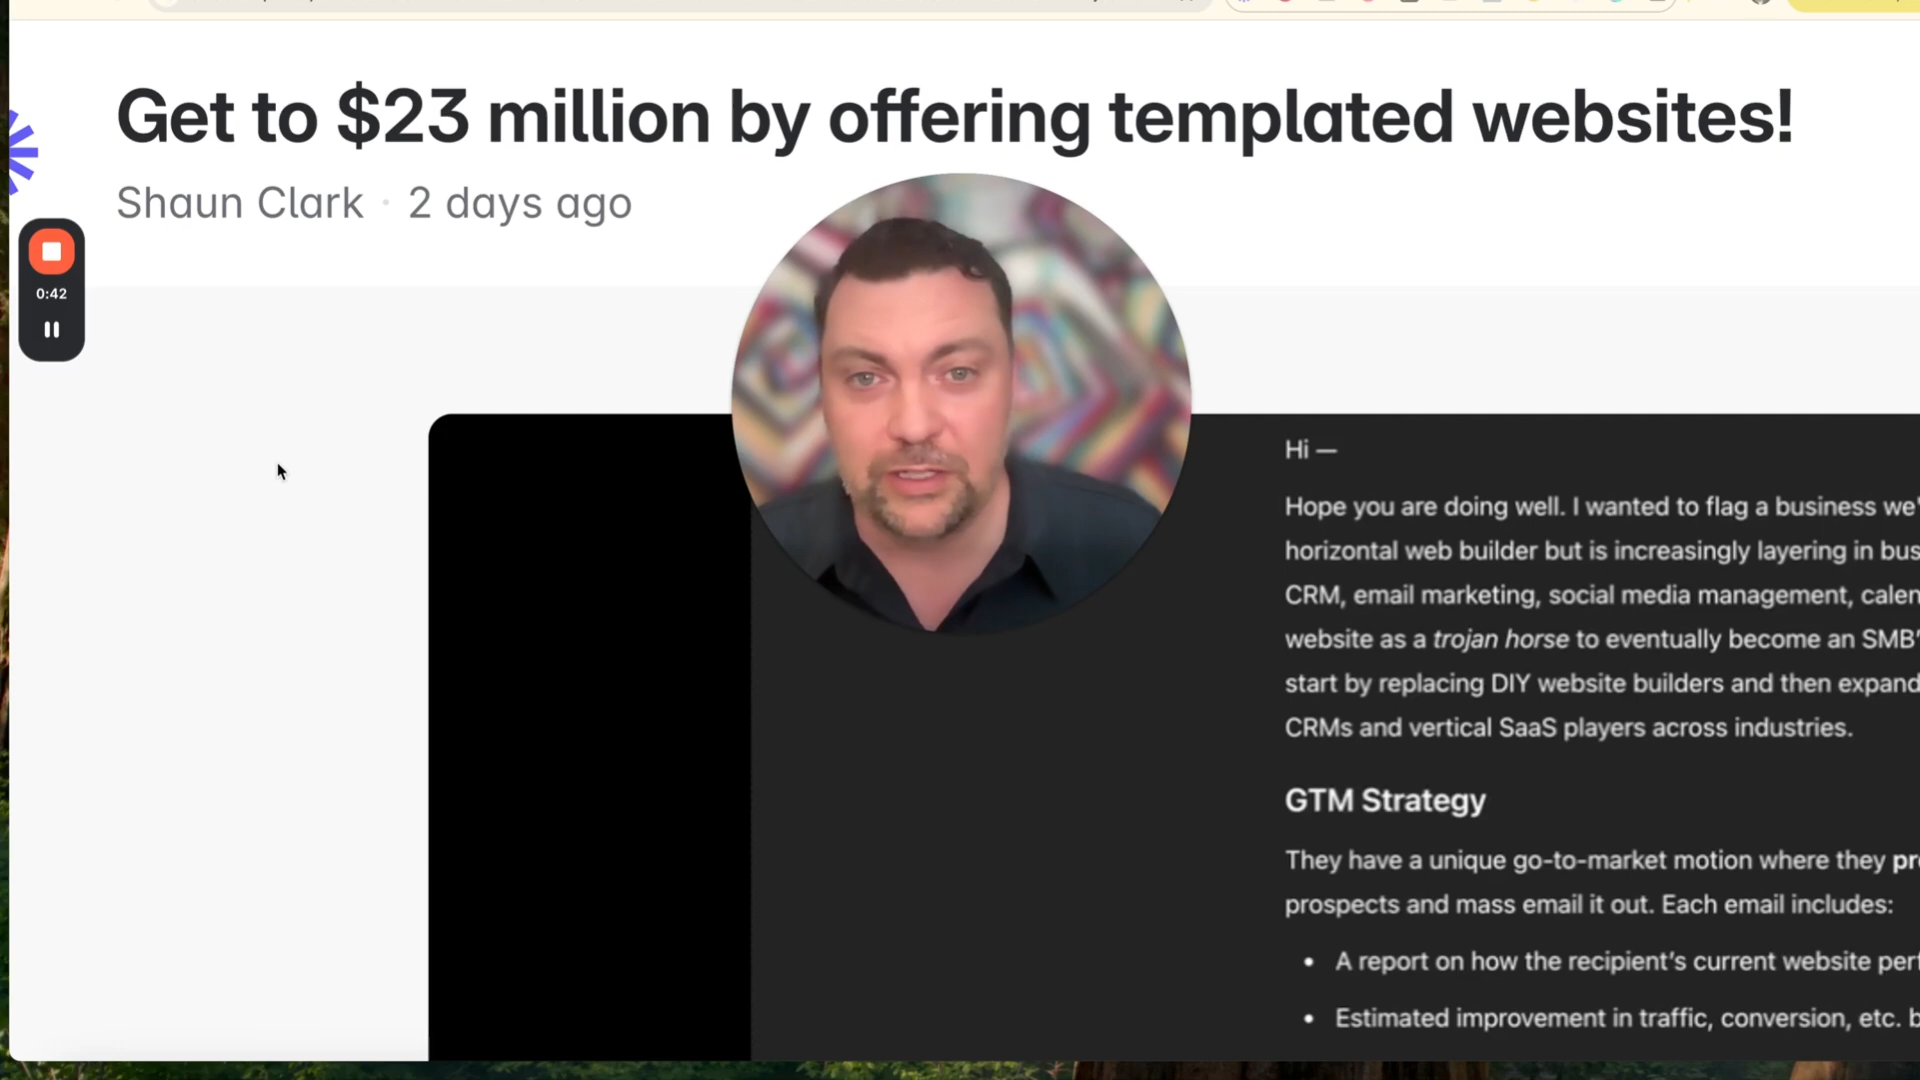 Get to $23 million by offering templated websites!
Shaun Clark · 2 days ago
0:42
Hi —
Hope you are doing well. I wanted to flag a business we'
horizontal web builder but is increasingly layering in bus
CRM, email marketing, social media management, calen
website as a trojan horse to eventually become an SMB'
start by replacing DIY website builders and then expand
CRMs and vertical SaaS players across industries.
GTM Strategy
They have a unique go-to-market motion where they pr
prospects and mass email it out. Each email includes:
• A report on how the recipient's current website perf
• Estimated improvement in traffic, conversion, etc. b